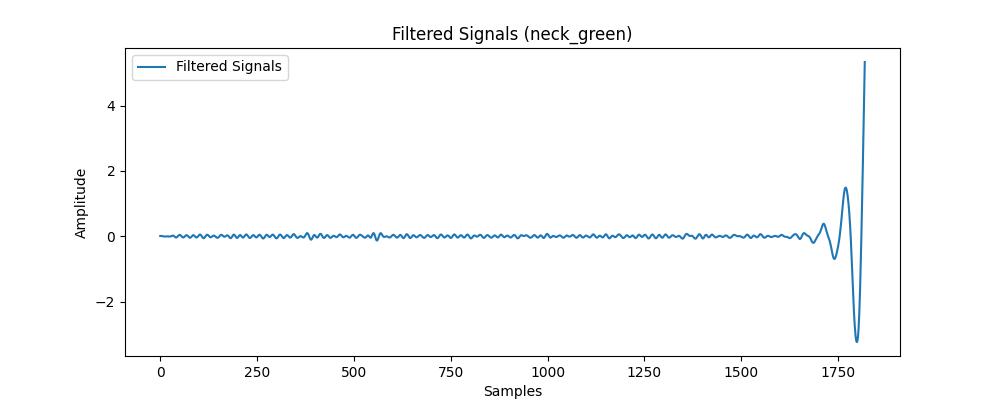 Filtered Signals (neck_green)
Filtered Signals
4
2
0
−2
Amplitude
0 250 500 750 1000 1250 1500 1750
Samples